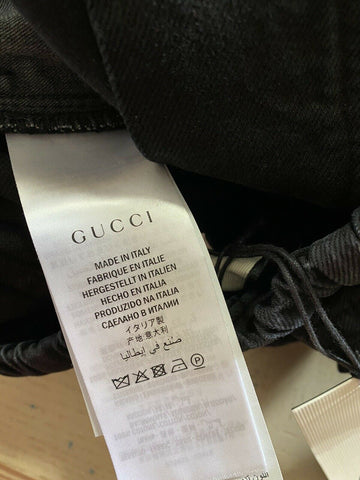 GUCCI
MADE IN ITALY
FABRIQUE EN ITALIE
HERGESTELLT IN ITALIEN
HECHO EN ITALIA
PRODUZIDO NA ITALIA
СДЕЛАНО В ИТАЛИИ
イタリア製
产地意大利
صنع في إيطاليا